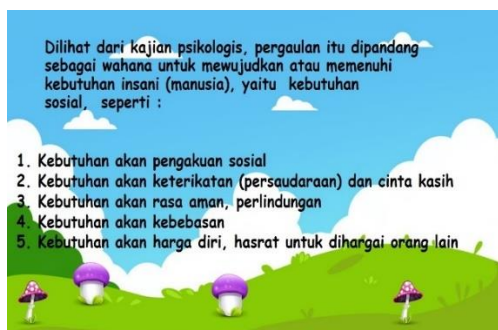 Dilihat dari kajian psikologis, pergaulan itu dipandang
sebagai wahana untuk mewujudkan atau memenuhi
kebutuhan insani (manusia), yaitu kebutuhan
sosial, seperti :
1. Kebutuhan akan pengakuan sosial
2. Kebutuhan akan keterikatan (persaudaraan) dan cinta kasih
3. Kebutuhan akan rasa aman, perlindungan
4. Kebutuhan akan kebebasan
5. Kebutuhan akan harga diri, hasrat untuk dihargai orang lain